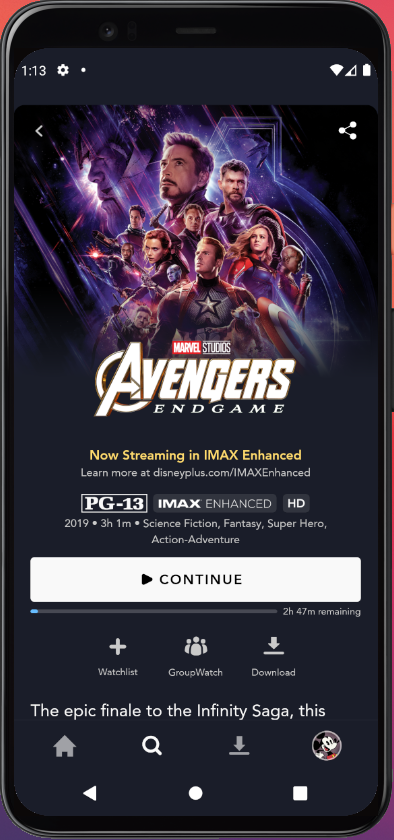 1:13
MARVEL STUDIOS
AVENGERS
ENDGAME
Now Streaming in IMAX Enhanced
Learn more at disneyplus.com/IMAXEnhanced
PG-13 IMAX ENHANCED HD
2019 • 3h 1m • Science Fiction, Fantasy, Super Hero,
Action-Adventure
CONTINUE
2h 47m remaining
Watchlist GroupWatch Download
The epic finale to the Infinity Saga, this